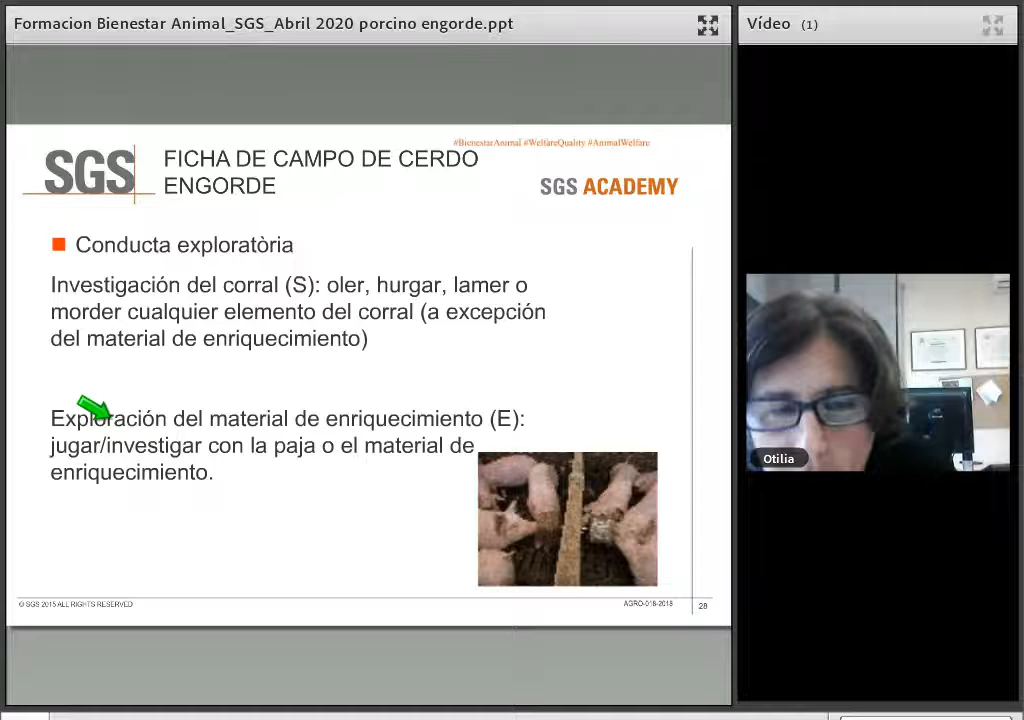 Formacion Bienestar Animal_SGS_Abril 2020 porcino engorde.ppt
Vídeo (1)
#BienestarAnimal #WelfareQuality #AnimalWelfare
SGS
FICHA DE CAMPO DE CERDO
ENGORDE
SGS ACADEMY
Conducta exploratòria
Investigación del corral (S): oler, hurgar, lamer o
morder cualquier elemento del corral (a excepción
del material de enriquecimiento)
Exploración del material de enriquecimiento (E):
jugar/investigar con la paja o el material de
enriquecimiento.
© SGS 2015 ALL RIGHTS RESERVED
AGRO-018-2018
28
Otilia